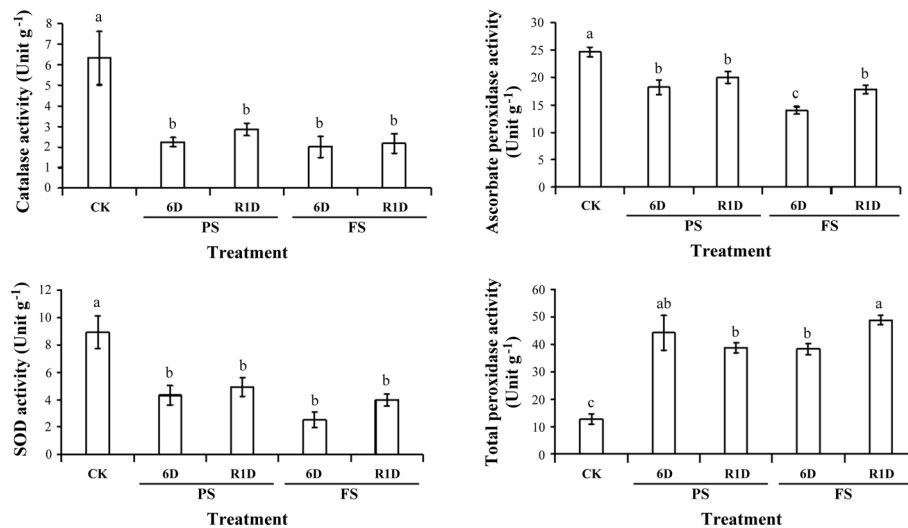 Catalase activity (Unit g⁻¹)
8
7
6
5
4
3
2
1
0
a
b
b
b
b
CK
6D
R1D
6D
R1D
PS
FS
Treatment
Ascorbate peroxidase activity
(Unit g⁻¹)
30
25
20
15
10
5
0
a
b
b
c
b
CK
6D
R1D
6D
R1D
PS
FS
Treatment
SOD activity (Unit g⁻¹)
12
10
8
6
4
2
0
a
b
b
b
b
CK
6D
R1D
6D
R1D
PS
FS
Treatment
Total peroxidase activity
(Unit g⁻¹)
60
50
40
30
20
10
0
c
ab
b
b
a
CK
6D
R1D
6D
R1D
PS
FS
Treatment